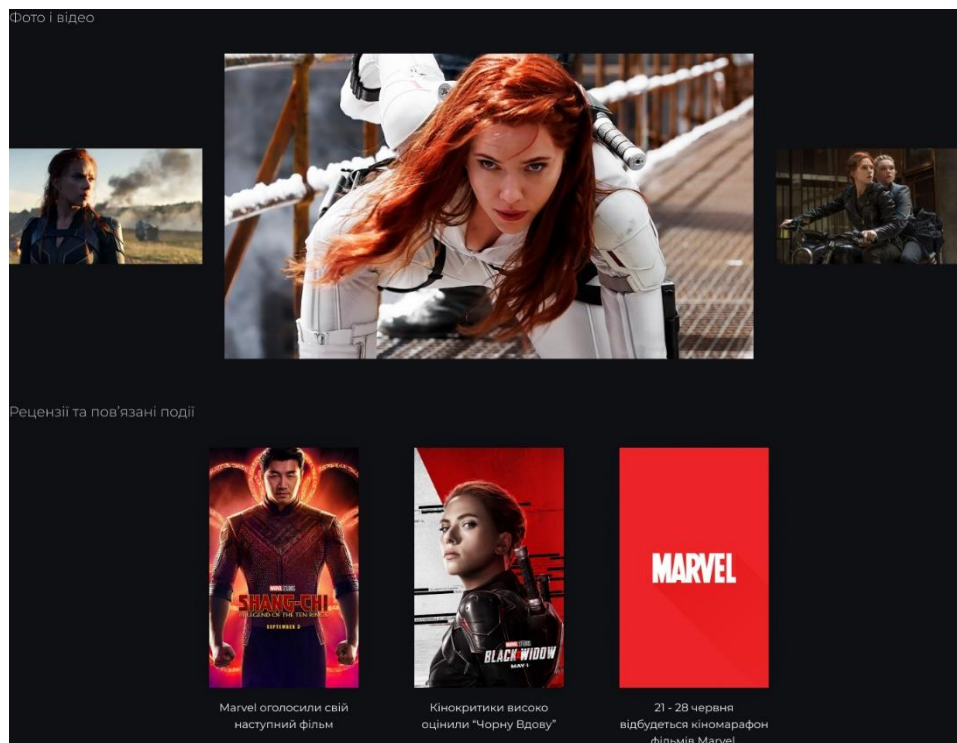 Фото і відео
Рецензії та пов'язані події
MARVEL STUDIOS
SHANG-CHI
LEGEND OF THE TEN RINGS
SEPTEMBER 3
MARVEL STUDIOS
BLACK WIDOW
MAY 1
MARVEL
Marvel оголосили свій
наступний фільм
Кінокритики високо
оцінили “Чорну Вдову”
21 - 28 червня
відбудеться кіномарафон
фільмів Marvel